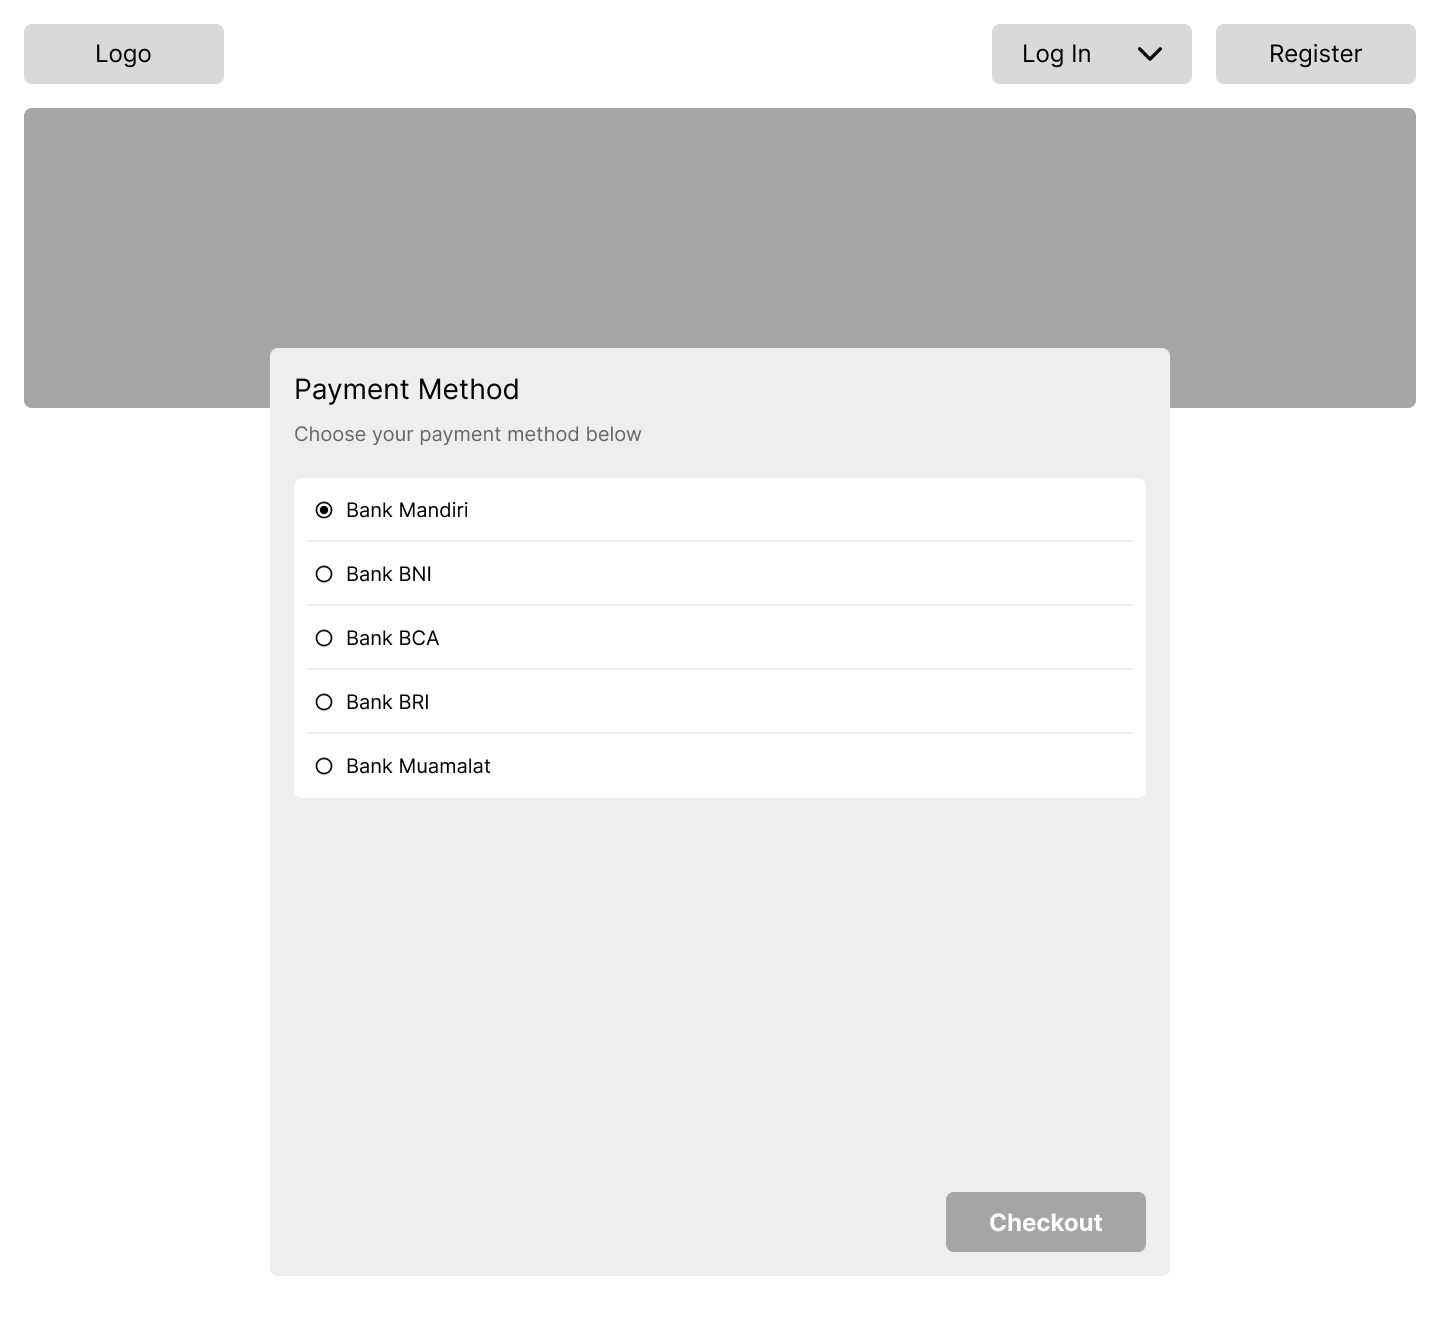 Logo
Log In
Register
Payment Method
Choose your payment method below
Bank Mandiri
Bank BNI
Bank BCA
Bank BRI
Bank Muamalat
Checkout